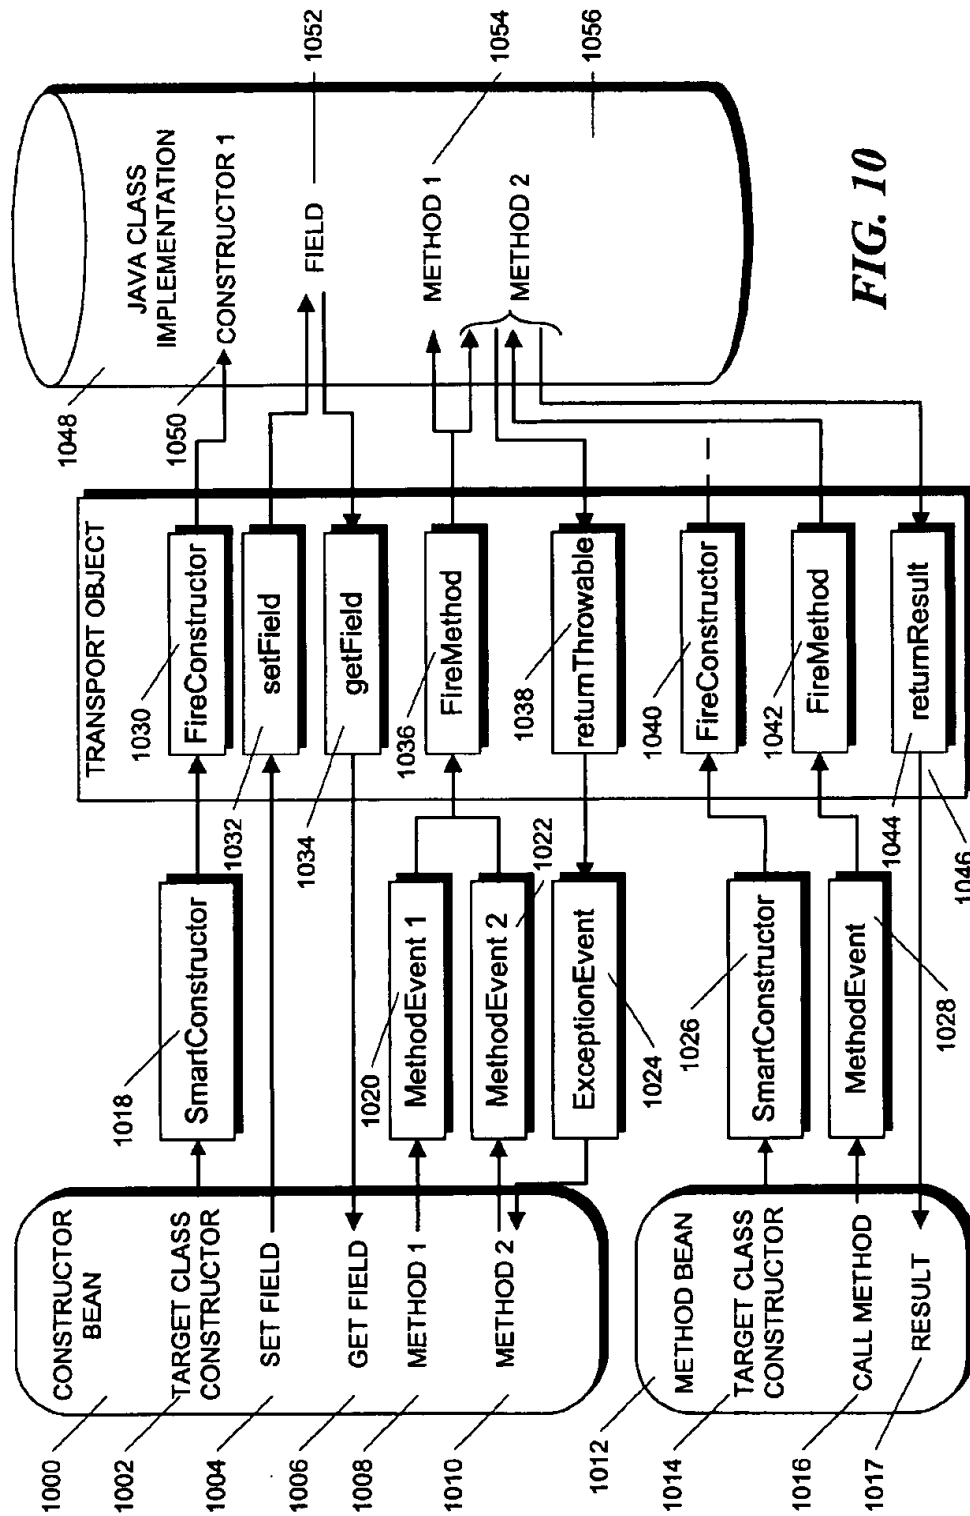 1000
CONSTRUCTOR
BEAN
1002
TARGET CLASS
CONSTRUCTOR
1004
SET FIELD
1006
GET FIELD
1008
METHOD 1
1010
METHOD 2
1012
METHOD BEAN
1014
TARGET CLASS
CONSTRUCTOR
1016
CALL METHOD
1017
RESULT
1018
SmartConstructor
1020
MethodEvent 1
MethodEvent 2
1022
ExceptionEvent
1024
1026
SmartConstructor
MethodEvent
1028
TRANSPORT OBJECT
1030
FireConstructor
1032
setField
1034
getField
1036
FireMethod
1038
returnThrowable
1040
FireConstructor
1042
FireMethod
1044
returnResult
1046
1048
JAVA CLASS
IMPLEMENTATION
1050
CONSTRUCTOR 1
FIELD
1052
METHOD 1
1054
METHOD 2
1056
FIG. 10